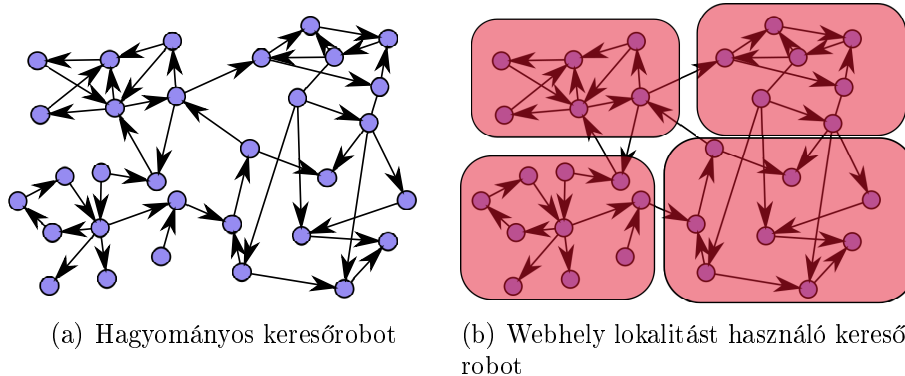 (a) Hagyományos keresőrobot
(b) Webhely lokalitást használó kereső
robot